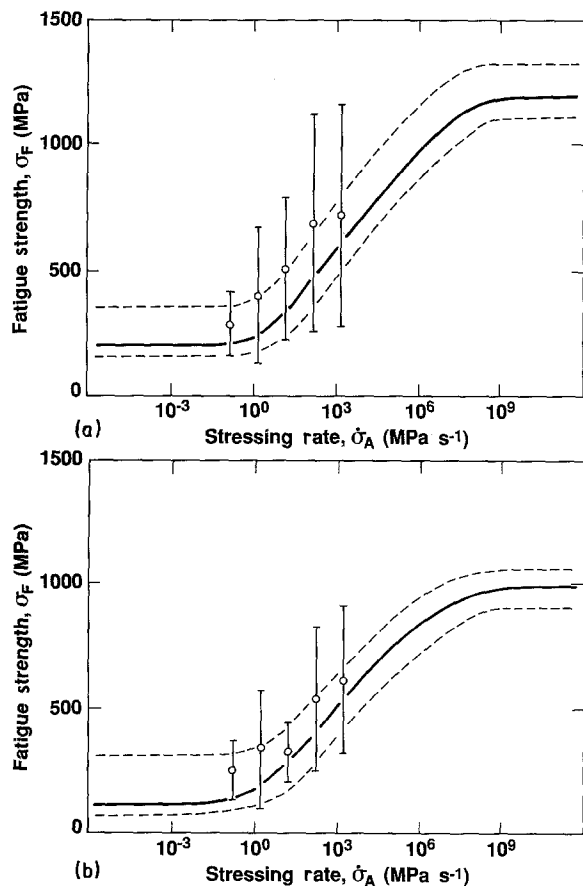 1500
1000
500
0
Fatigue strength, σF (MPa)
10⁻³ 10⁰ 10³ 10⁶ 10⁹
(a)
Stressing rate, σ̇A (MPa s⁻¹)
1500
1000
500
0
Fatigue strength, σF (MPa)
10⁻³ 10⁰ 10³ 10⁶ 10⁹
(b)
Stressing rate, σ̇A (MPa s⁻¹)